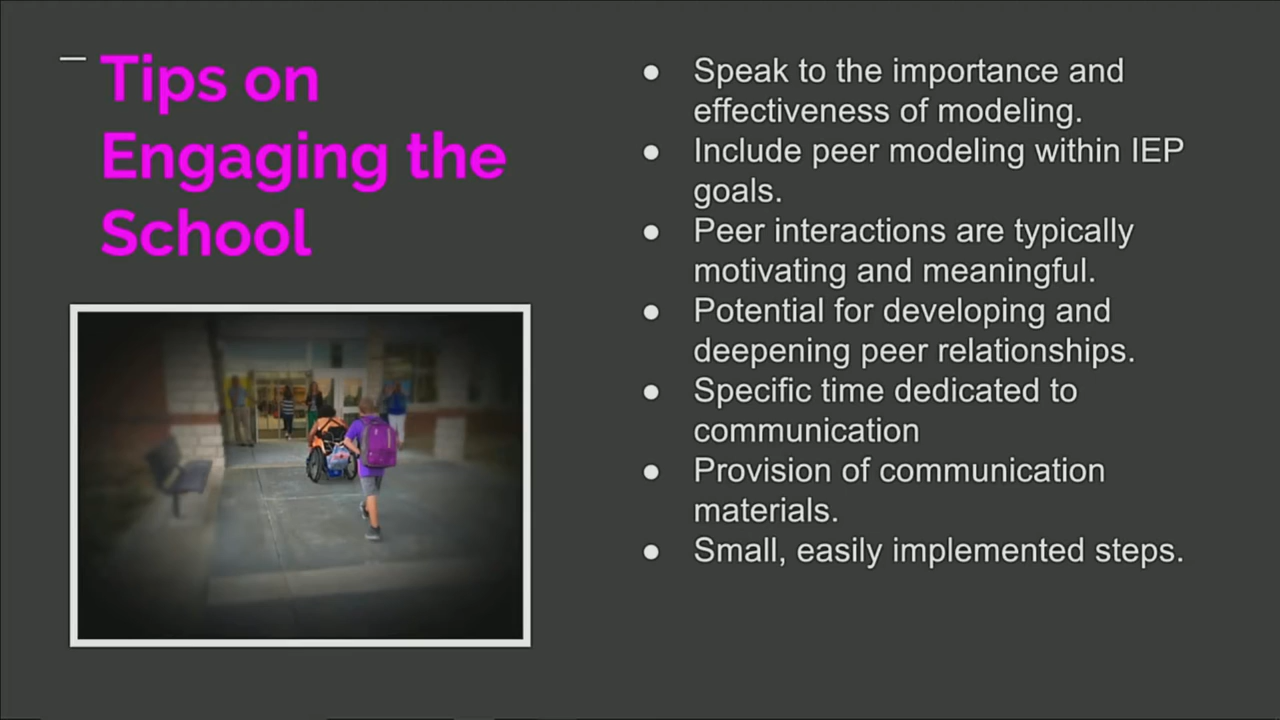 Tips on
Engaging the
School
● Speak to the importance and
effectiveness of modeling.
● Include peer modeling within IEP
goals.
● Peer interactions are typically
motivating and meaningful.
● Potential for developing and
deepening peer relationships.
● Specific time dedicated to
communication
● Provision of communication
materials.
● Small, easily implemented steps.